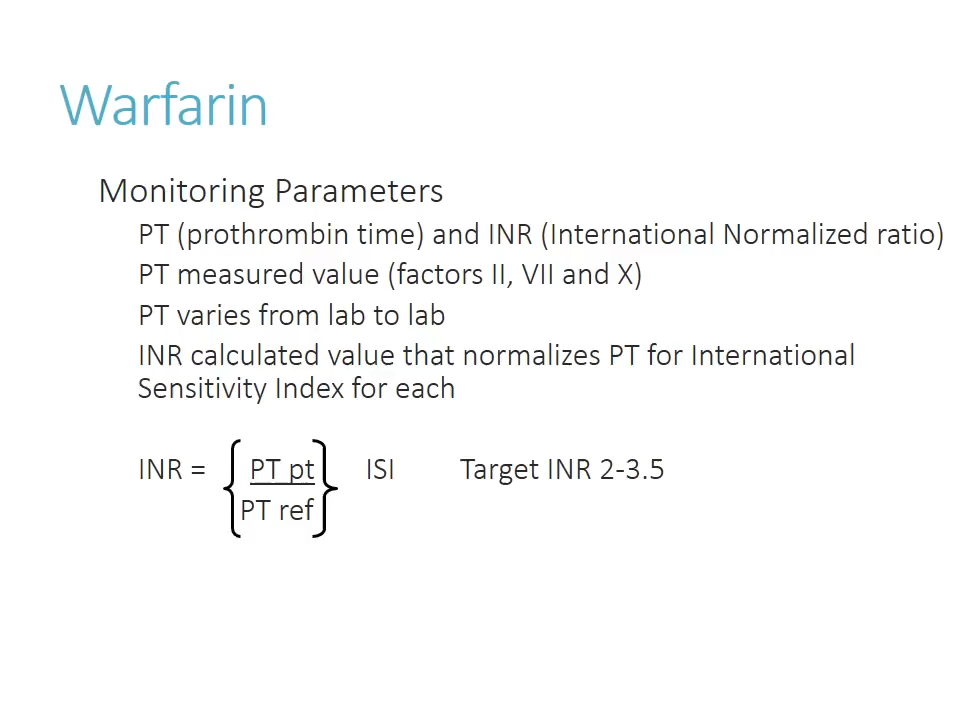 Warfarin
Monitoring Parameters
PT (prothrombin time) and INR (International Normalized ratio)
PT measured value (factors II, VII and X)
PT varies from lab to lab
INR calculated value that normalizes PT for International
Sensitivity Index for each
INR = { PT pt } ISI Target INR 2-3.5
PT ref